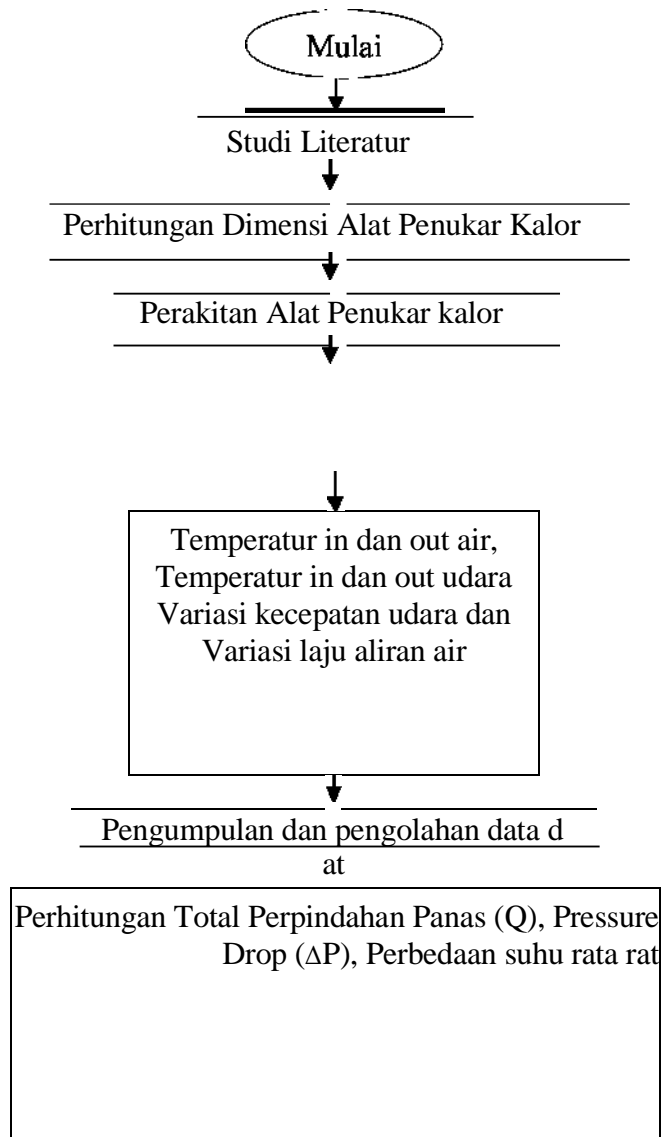 Mulai
Studi Literatur
Perhitungan Dimensi Alat Penukar Kalor
Perakitan Alat Penukar kalor
Temperatur in dan out air,
Temperatur in dan out udara
Variasi kecepatan udara dan
Variasi laju aliran air
Pengumpulan dan pengolahan data d
at
Perhitungan Total Perpindahan Panas (Q), Pressure
Drop (∆P), Perbedaan suhu rata rat